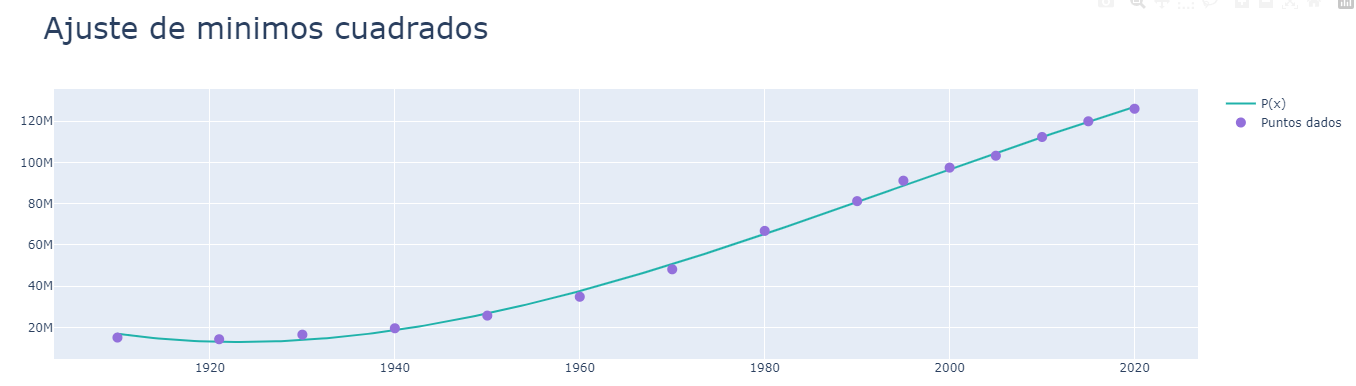 Ajuste de minimos cuadrados
P(x)
Puntos dados
120M
100M
80M
60M
40M
20M
1920 1940 1960 1980 2000 2020